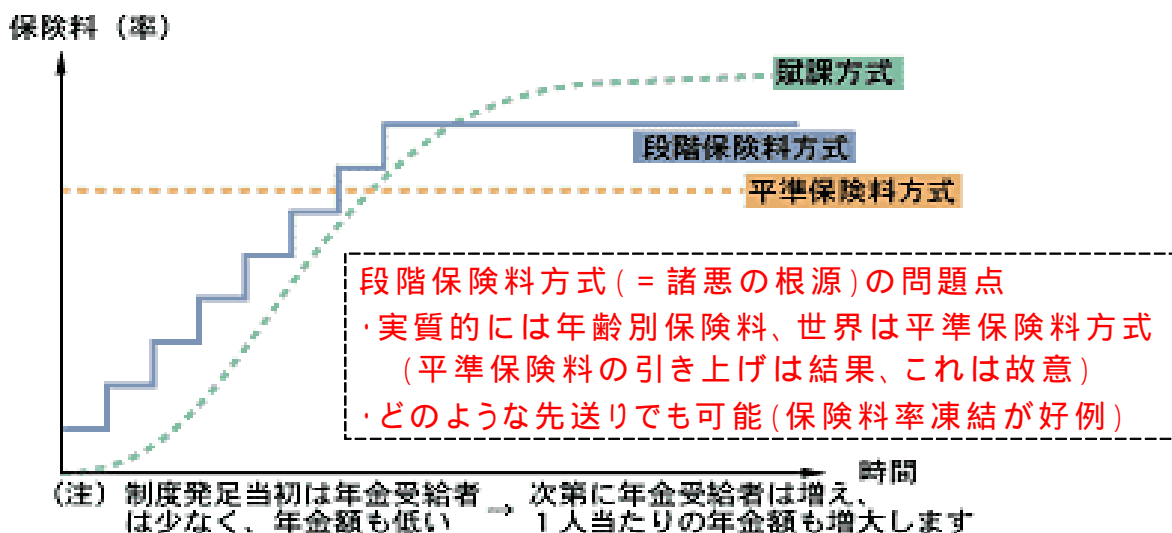 保険料（率）
賦課方式
段階保険料方式
平準保険料方式
段階保険料方式(=諸悪の根源)の問題点
・実質的には年齢別保険料、世界は平準保険料方式
(平準保険料の引き上げは結果、これは故意)
・どのような先送りでも可能(保険料率凍結が好例)
時間
（注）制度発足当初は年金受給者 → 次第に年金受給者は増え、
は少なく、年金額も低い １人当たりの年金額も増大します